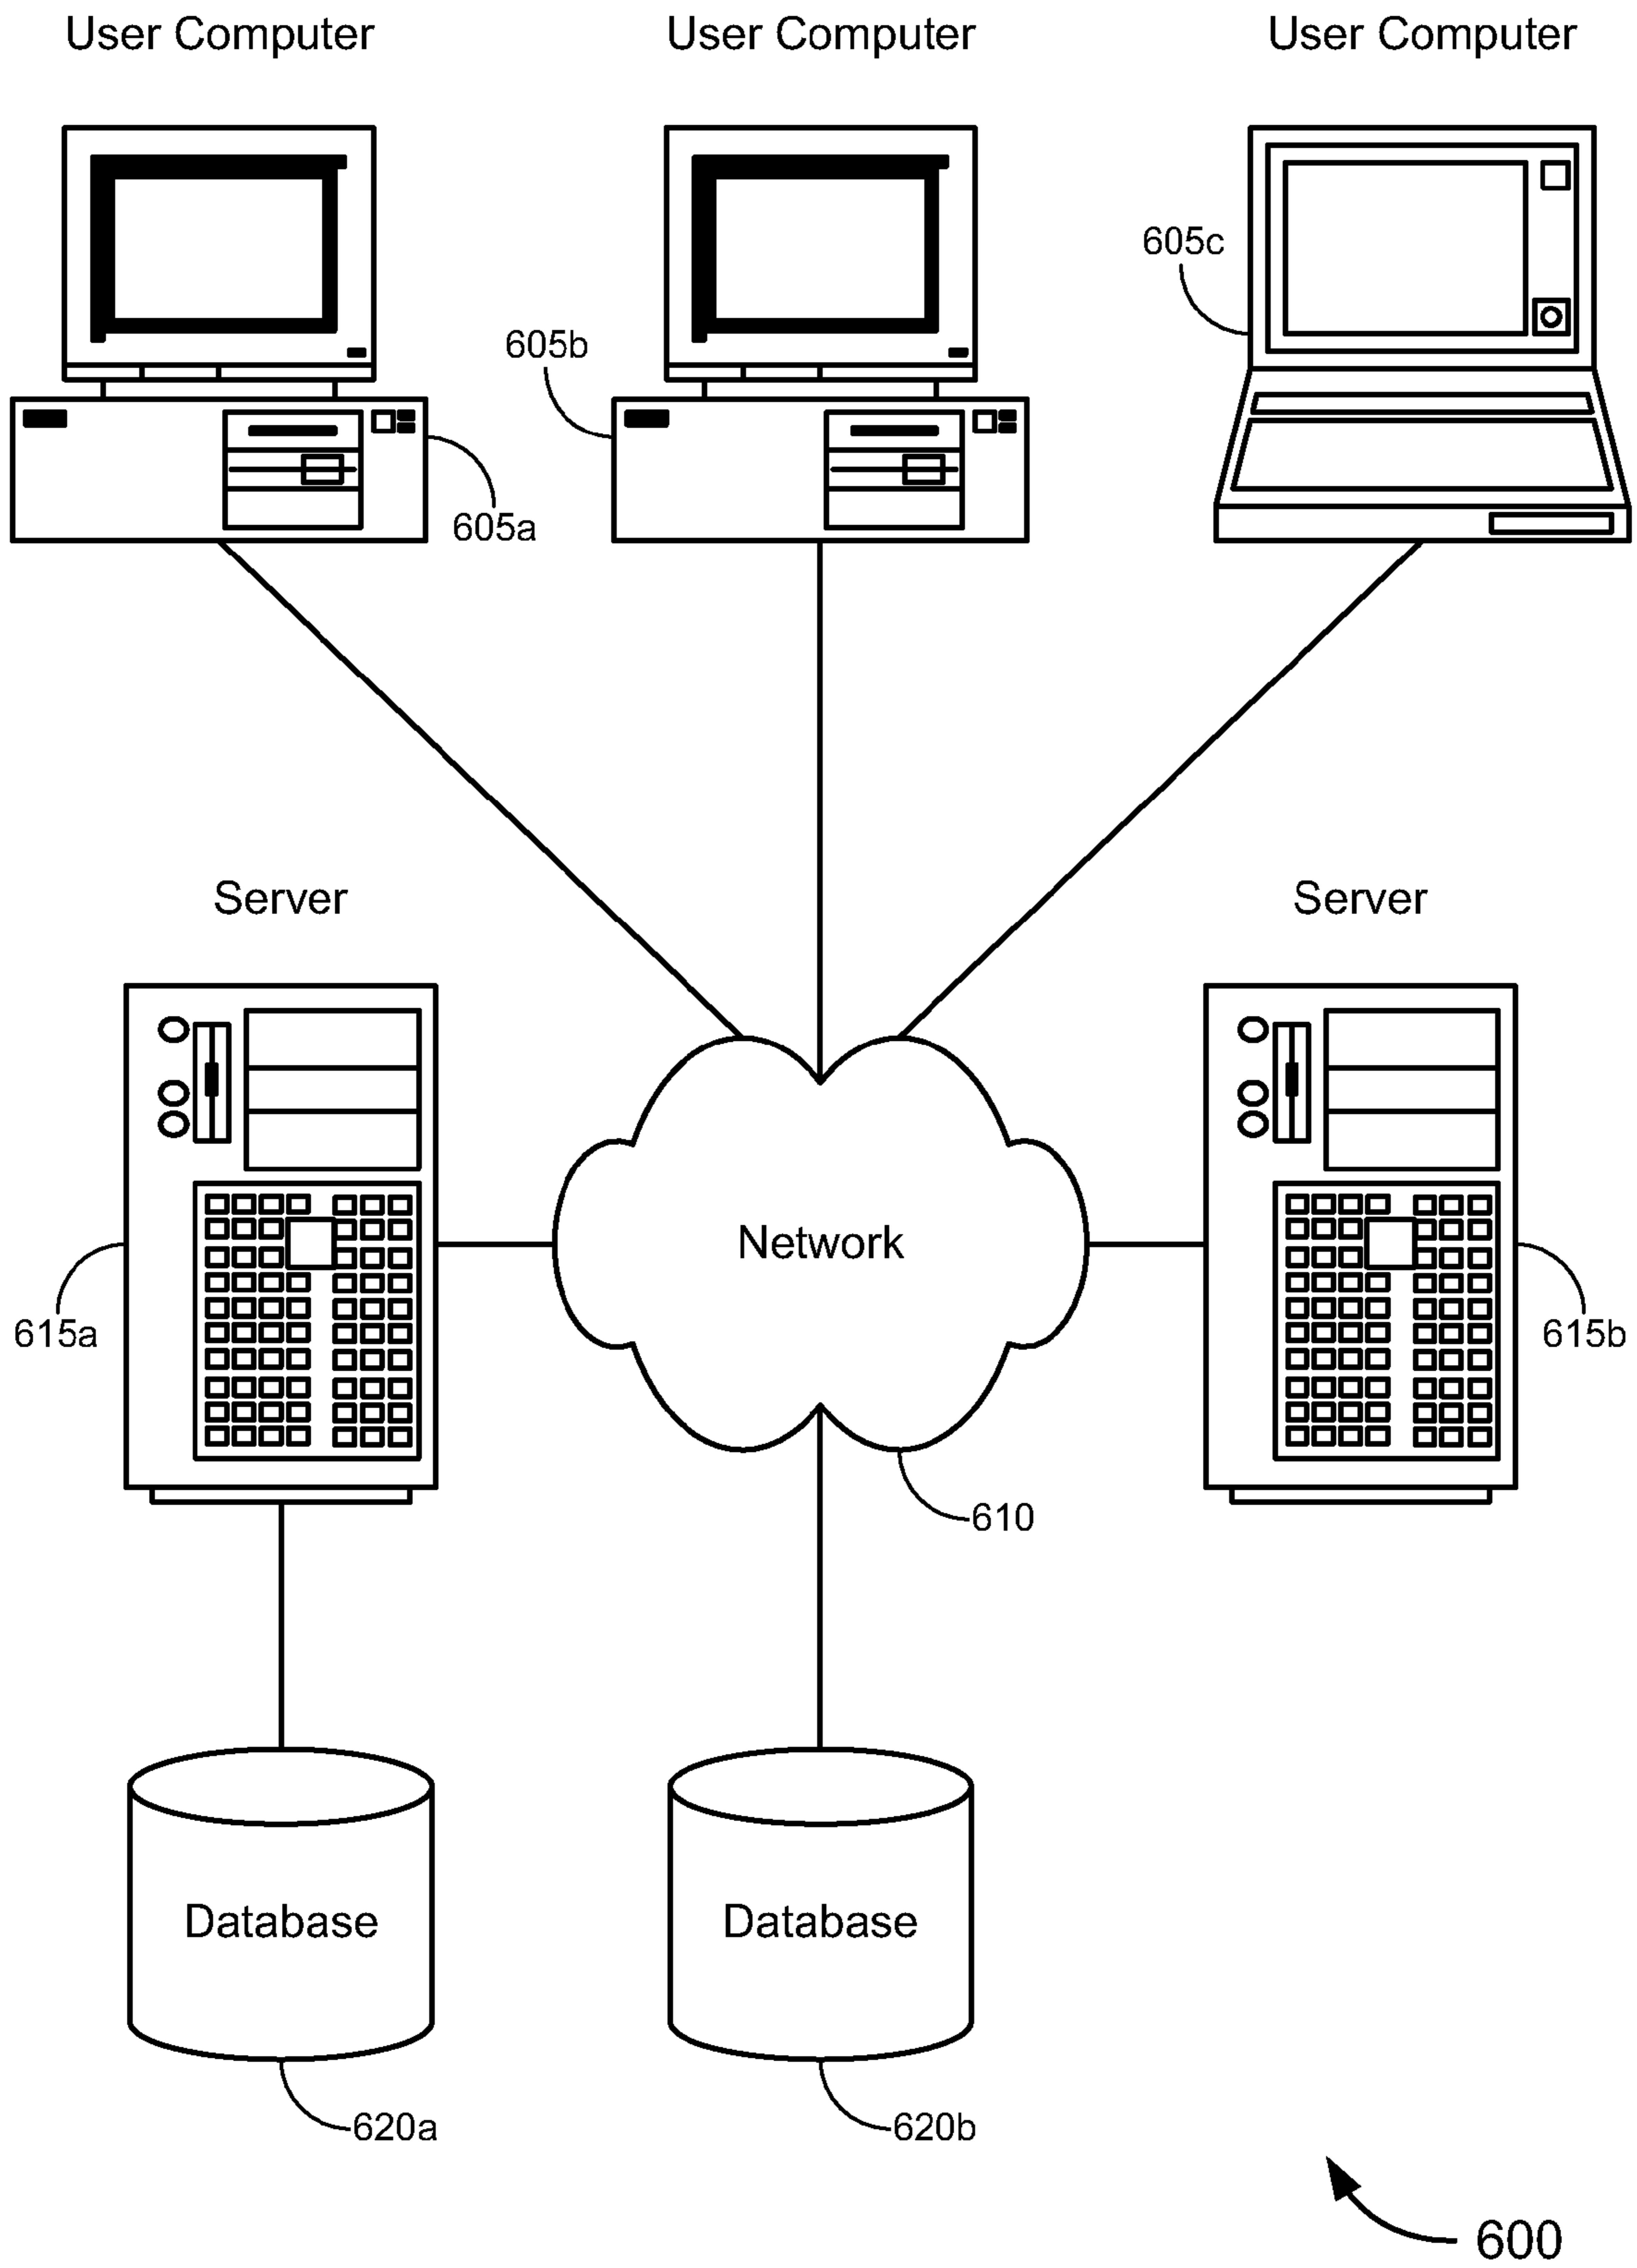 User Computer
User Computer
User Computer
605c
605b
605a
Server
Server
Network
615a
615b
610
Database
Database
620a
620b
600